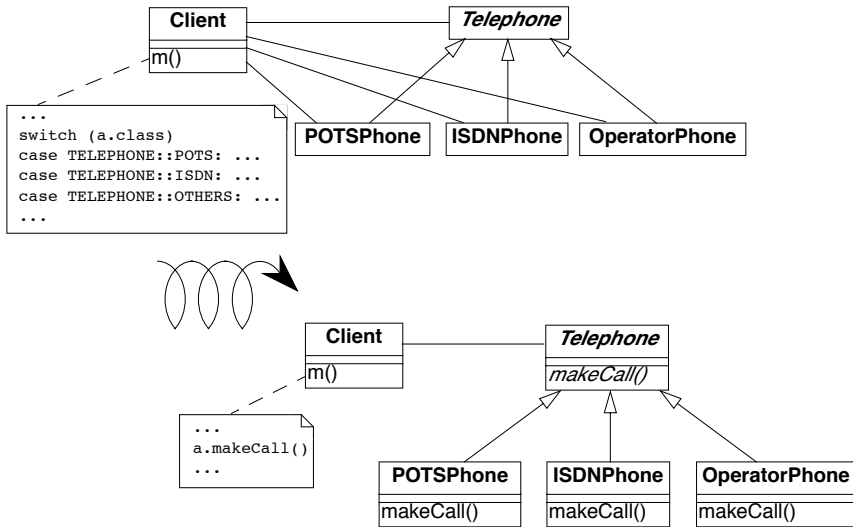 Client
m()
Telephone
...
switch (a.class)
case TELEPHONE::POTS: ...
case TELEPHONE::ISDN: ...
case TELEPHONE::OTHERS: ...
...
POTSPhone
ISDNPhone
OperatorPhone
Client
m()
Telephone
makeCall()
...
a.makeCall()
...
POTSPhone
makeCall()
ISDNPhone
makeCall()
OperatorPhone
makeCall()